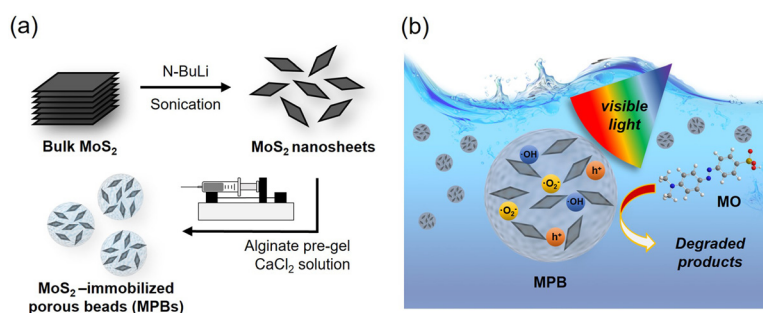 (a)
N-BuLi
Sonication
Bulk MoS₂
MoS₂ nanosheets
Alginate pre-gel
CaCl₂ solution
MoS₂–immobilized
porous beads (MPBs)
(b)
visible
light
·OH
h⁺
·O₂⁻
MO
·OH
·O₂⁻
h⁺
Degraded
products
MPB